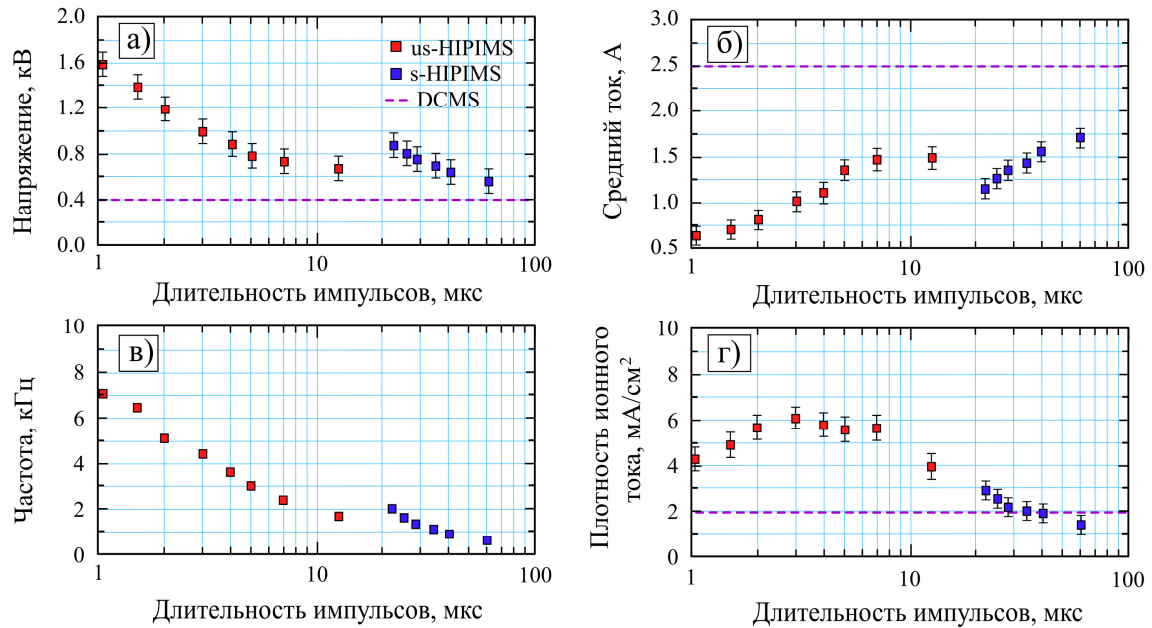 а)
us-HIPIMS
s-HIPIMS
DCMS
Напряжение, кВ
2.0
1.6
1.2
0.8
0.4
0.0
1
10
100
Длительность импульсов, мкс
б)
Средний ток, А
3.0
2.5
2.0
1.5
1.0
0.5
1
10
100
Длительность импульсов, мкс
в)
Частота, кГц
10
8
6
4
2
0
1
10
100
Длительность импульсов, мкс
г)
Плотность ионного
тока, мА/см²
10
8
6
4
2
0
1
10
100
Длительность импульсов, мкс